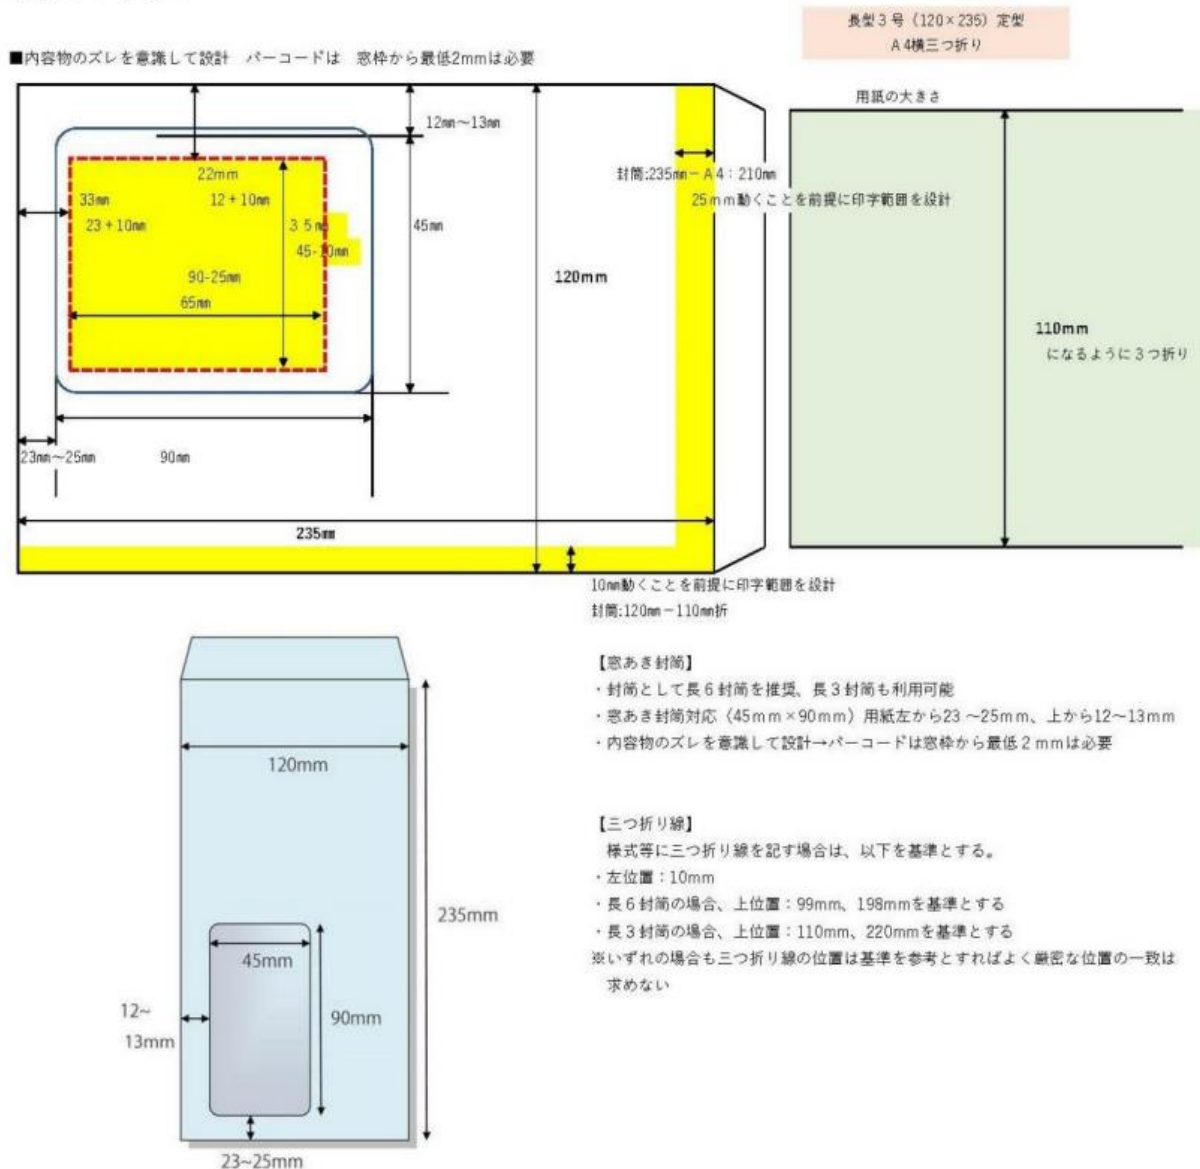 長型３号（120×235）定型
Ａ4横三つ折り
■内容物のズレを意識して設計　バーコードは　窓枠から最低2mmは必要
用紙の大きさ
12㎜～13㎜
封筒:235㎜－Ａ4：210㎜
25ｍｍ動くことを前提に印字範囲を設計
22mm
12＋10㎜
33㎜
23＋10㎜
３５㎜
45-10㎜
45㎜
90-25㎜
65㎜
120mm
110mm
になるように３つ折り
23㎜～25㎜
90㎜
235㎜
10㎜動くことを前提に印字範囲を設計
封筒:120㎜－110㎜折
【窓あき封筒】
・封筒として長６封筒を推奨、長３封筒も利用可能
・窓あき封筒対応（45ｍｍ×90ｍｍ）用紙左から23 ～25ｍｍ、上から12～13ｍｍ
・内容物のズレを意識して設計→バーコードは窓枠から最低２ｍｍは必要
【三つ折り線】
様式等に三つ折り線を記す場合は、以下を基準とする。
・左位置：10mm
・長６封筒の場合、上位置：99mm、198mmを基準とする
・長３封筒の場合、上位置：110mm、220mmを基準とする
※いずれの場合も三つ折り線の位置は基準を参考とすればよく厳密な位置の一致は
求めない
120mm
235mm
45mm
90mm
12~
13mm
23~25mm